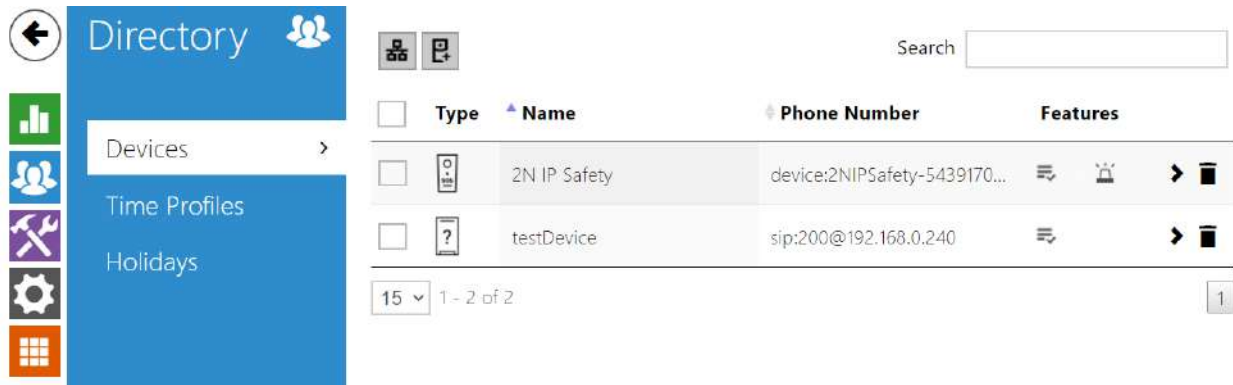 Directory
Devices
Time Profiles
Holidays
Search
Type Name Phone Number Features
2N IP Safety device:2NIPSafety-5439170...
? testDevice sip:200@192.168.0.240
15 1 - 2 of 2 1